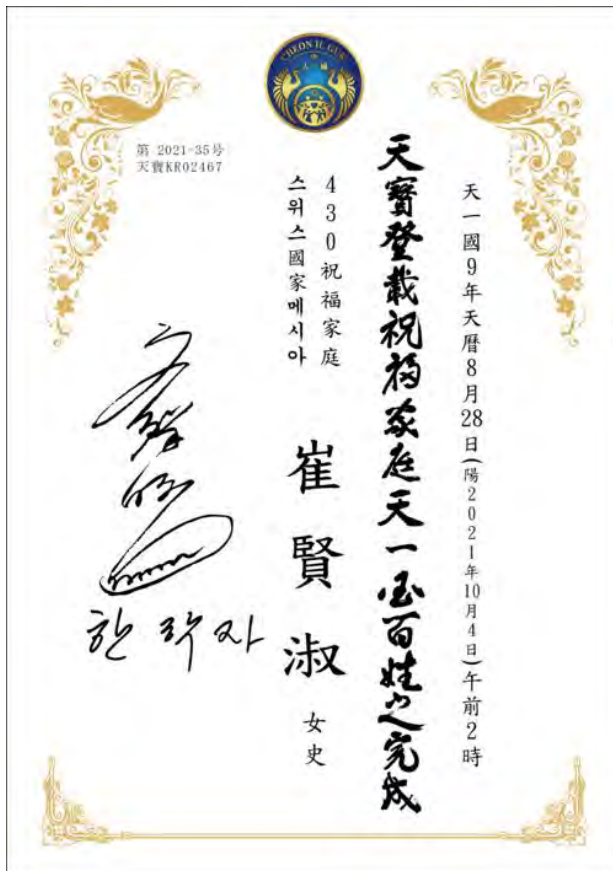 CHEON IL GUK
第 2021-35号
天寶KR02467
天一國9年天曆8月28日(陽2021年10月4日)午前2時
天寶登載祝福家庭天一国百姓之完成
430祝福家庭
스위스國家메시아
崔賢淑 女史
한학자